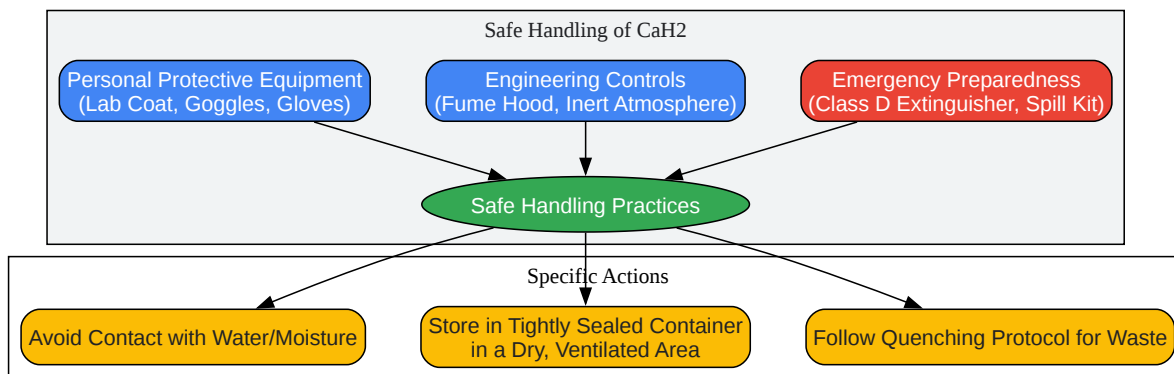 Safe Handling of CaH2
Personal Protective Equipment
(Lab Coat, Goggles, Gloves)
Engineering Controls
(Fume Hood, Inert Atmosphere)
Emergency Preparedness
(Class D Extinguisher, Spill Kit)
Safe Handling Practices
Specific Actions
Avoid Contact with Water/Moisture
Store in Tightly Sealed Container
in a Dry, Ventilated Area
Follow Quenching Protocol for Waste